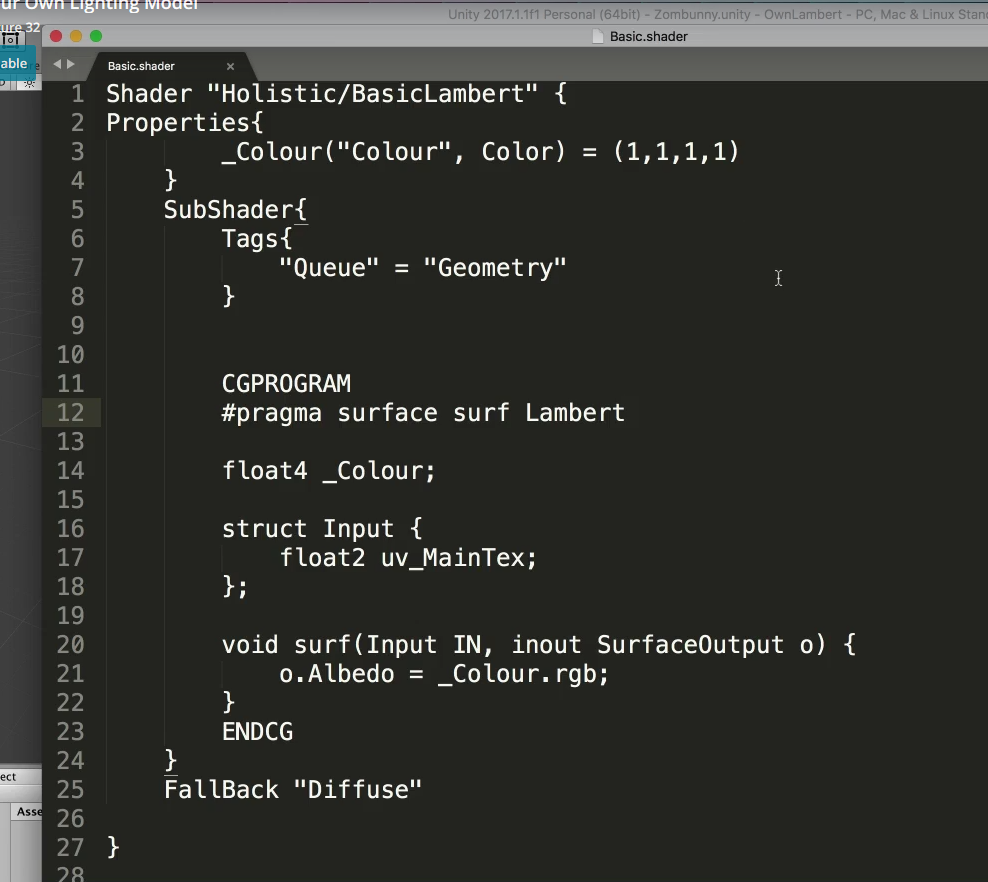 ur Own Lighting Model
ure 32
Unity 2017.1.1f1 Personal (64bit) - Zombunny.unity - OwnLambert - PC, Mac & Linux Stan
Basic.shader
able
Basic.shader ×
1 Shader "Holistic/BasicLambert" {
2 Properties{
3 _Colour("Colour", Color) = (1,1,1,1)
4 }
5 SubShader{
6 Tags{
7 "Queue" = "Geometry"
8 }
9
10
11 CGPROGRAM
12 #pragma surface surf Lambert
13
14 float4 _Colour;
15
16 struct Input {
17 float2 uv_MainTex;
18 };
19
20 void surf(Input IN, inout SurfaceOutput o) {
21 o.Albedo = _Colour.rgb;
22 }
23 ENDCG
24 }
25 FallBack "Diffuse"
26
27 }
28
ect
Asse